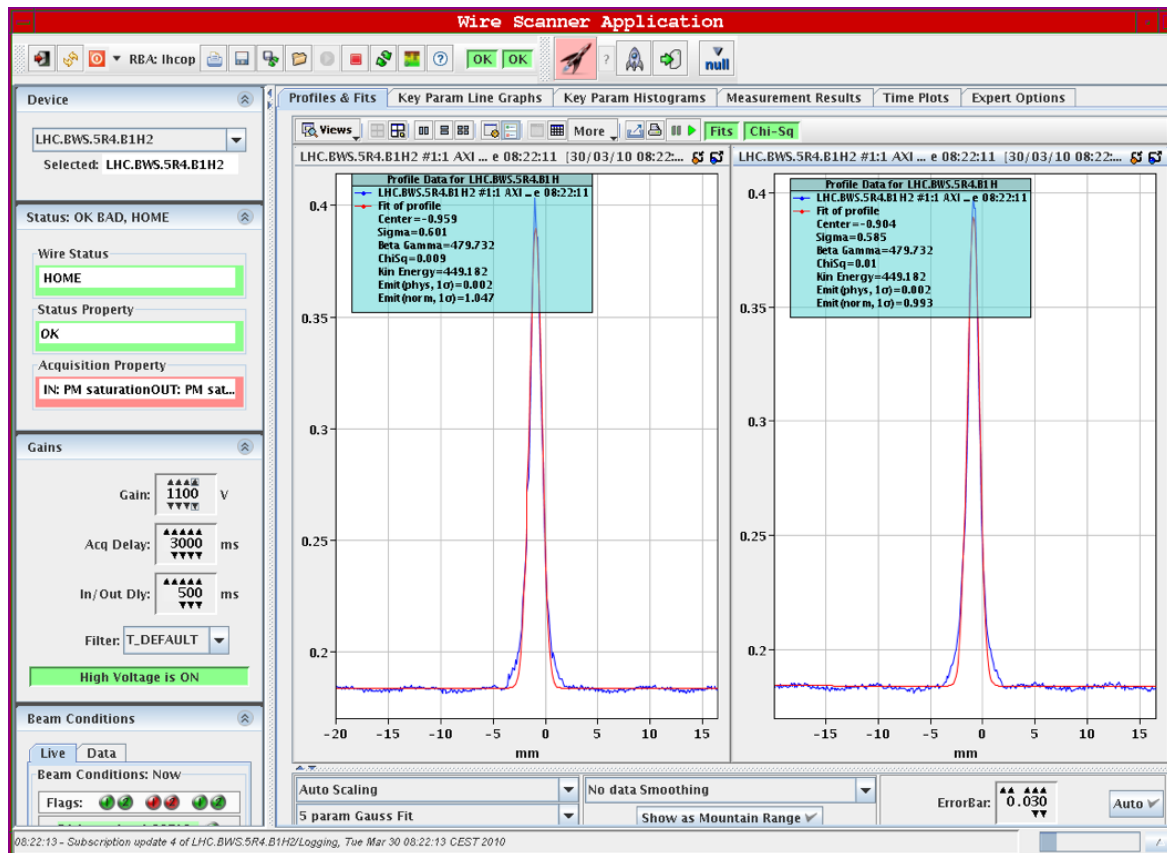 Wire Scanner Application
RBA: lhcop
OK OK
?
null
Device
LHC.BWS.5R4.B1H2
Selected: LHC.BWS.5R4.B1H2
Status: OK BAD, HOME
Wire Status
HOME
Status Property
OK
Acquisition Property
IN: PM saturationOUT: PM sat...
Gains
Gain: 1100 V
Acq Delay: 3000 ms
In/Out Dly: 500 ms
Filter: T_DEFAULT
High Voltage is ON
Beam Conditions
Live Data
Beam Conditions: Now
Flags:
Profiles & Fits Key Param Line Graphs Key Param Histograms Measurement Results Time Plots Expert Options
Views More Fits Chi-Sq
LHC.BWS.5R4.B1H2 #1:1 AXI ... e 08:22:11 [30/03/10 08:22:...
Profile Data for LHC.BWS.5R4.B1H
LHC.BWS.5R4.B1H2 #1:1 AXI ... e 08:22:11
Fit of profile
Center=-0.959
Sigma=0.601
Beta Gamma=479.732
ChiSq=0.009
Kin Energy=449.182
Emit(phys, 1σ)=0.002
Emit(norm, 1σ)=1.047
0.4
0.35
0.3
0.25
0.2
-20 -15 -10 -5 0 5 10 15
mm
LHC.BWS.5R4.B1H2 #1:1 AXI ... e 08:22:11 [30/03/10 08:22:...
Profile Data for LHC.BWS.5R4.B1H
LHC.BWS.5R4.B1H2 #1:1 AXI ... e 08:22:11
Fit of profile
Center=-0.904
Sigma=0.585
Beta Gamma=479.732
ChiSq=0.01
Kin Energy=449.182
Emit(phys, 1σ)=0.002
Emit(norm, 1σ)=0.993
0.4
0.35
0.3
0.25
0.2
-15 -10 -5 0 5 10 15
mm
Auto Scaling
No data Smoothing
5 param Gauss Fit
Show as Mountain Range
ErrorBar: 0.030
Auto
08:22:13 - Subscription update 4 of LHC.BWS.5R4.B1H2/Logging, Tue Mar 30 08:22:13 CEST 2010